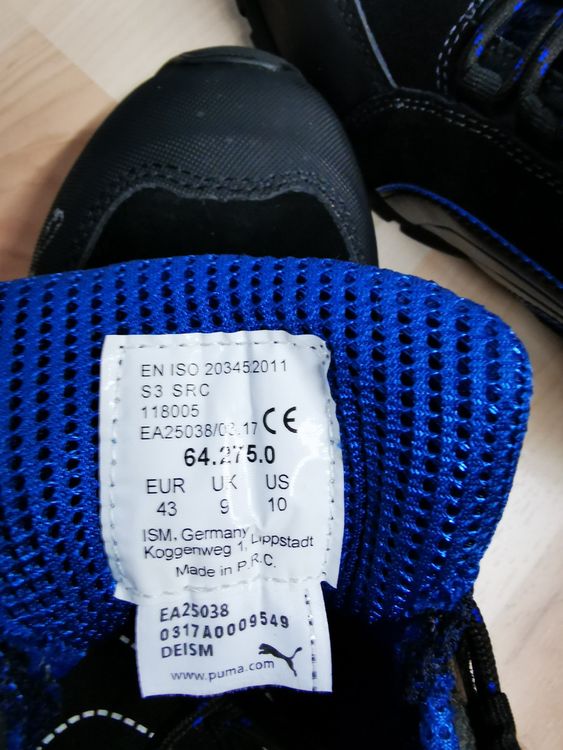 EN ISO 203452011
S3 SRC
118005
EA25038/03.17 CE
64.275.0
EUR UK US
43 9 10
ISM, Germany
Koggenweg 1, Lippstadt
Made in P.R.C.
EA25038
0317A0009549
DEISM
www.puma.com